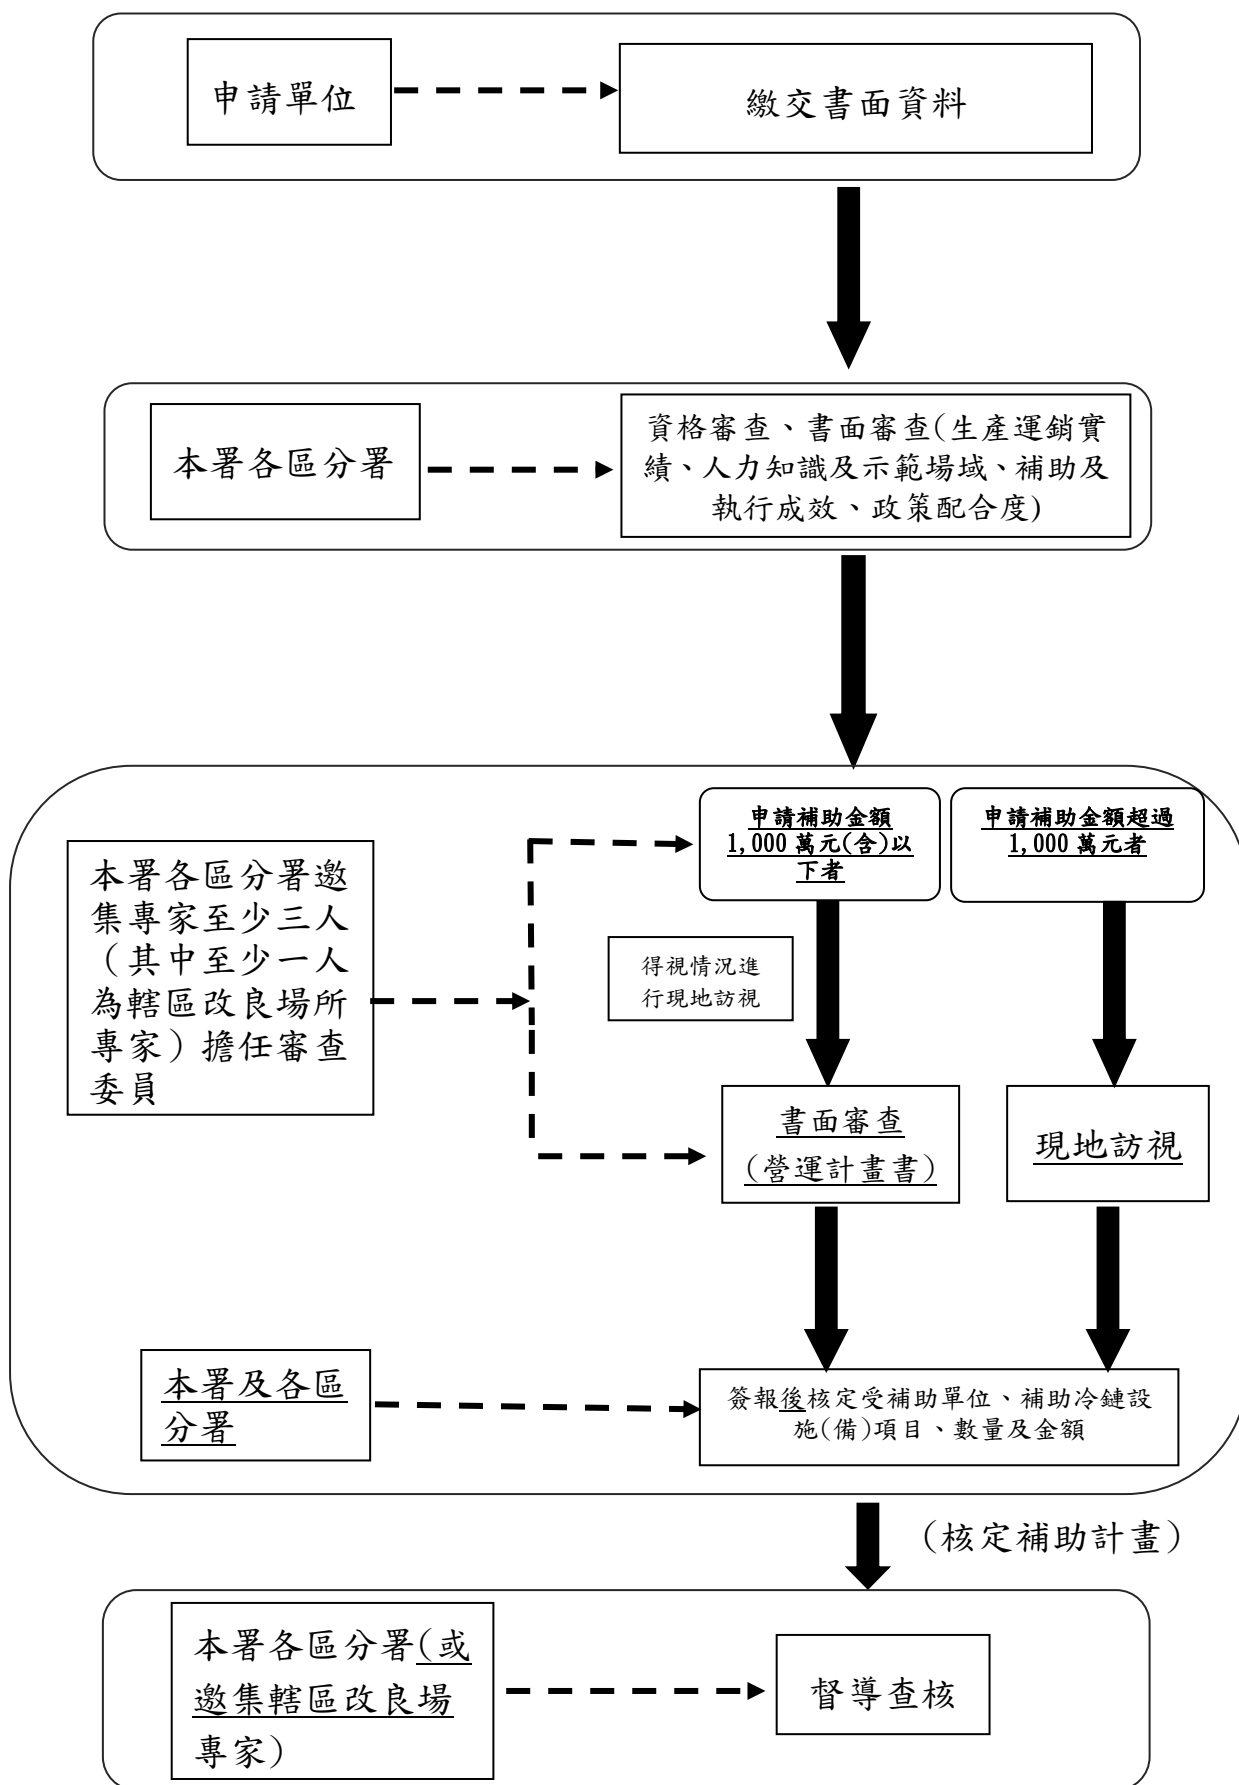 申請單位
繳交書面資料
本署各區分署
資格審查、書面審查(生產運銷實
績、人力知識及示範場域、補助及
執行成效、政策配合度)
申請補助金額
1,000 萬元(含)以
下者
申請補助金額超過
1,000 萬元者
本署各區分署邀
集專家至少三人
（其中至少一人
為轄區改良場所
專家）擔任審查
委員
得視情況進
行現地訪視
書面審查
(營運計畫書)
現地訪視
本署及各區
分署
簽報後核定受補助單位、補助冷鏈設
施(備)項目、數量及金額
（核定補助計畫）
本署各區分署(或
邀集轄區改良場
專家)
督導查核